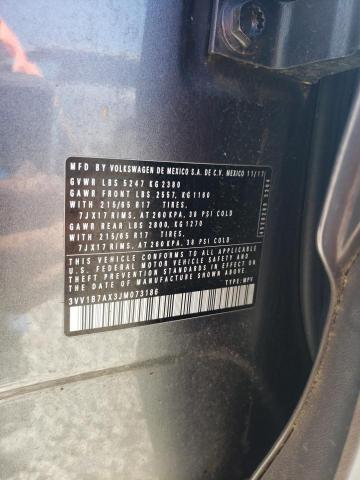 MFD BY VOLKSWAGEN DE MEXICO S.A. DE C.V. MEXICO 11/17
GVWR LBS 5247 KG 2380
GAWR FRONT LBS 2557, KG 1160
WITH 215/65 R17 TIRES,
7JX17 RIMS, AT 260 KPA, 38 PSI COLD
GAWR REAR LBS 2800, KG 1270
WITH 215/65 R17 TIRES,
7JX17 RIMS, AT 260 KPA, 38 PSI COLD
THIS VEHICLE CONFORMS TO ALL APPLICABLE
FEDERAL MOTOR VEHICLE SAFETY AND
THEFT PREVENTION STANDARDS IN EFFECT ON THE
DATE OF MANUFACTURE SHOWN ABOVE.
3VV1B7AX3JM073186 TYPE: MPV